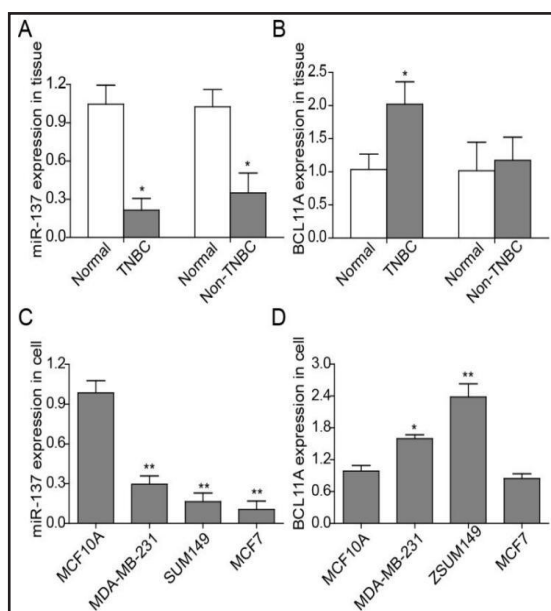 A
miR-137 expression in tissue
1.2
0.9
0.6
0.3
0.0
*
*
Normal
TNBC
Normal
Non-TNBC
B
BCL11A expression in tissue
2.5
2.0
1.5
1.0
0.5
0.0
*
Normal
TNBC
Normal
Non-TNBC
C
miR-137 expression in cell
1.2
0.9
0.6
0.3
0.0
**
**
**
MCF10A
MDA-MB-231
SUM149
MCF7
D
BCL11A expression in cell
3.0
2.4
1.8
1.2
0.6
0.0
*
**
MCF10A
MDA-MB-231
ZSUM149
MCF7